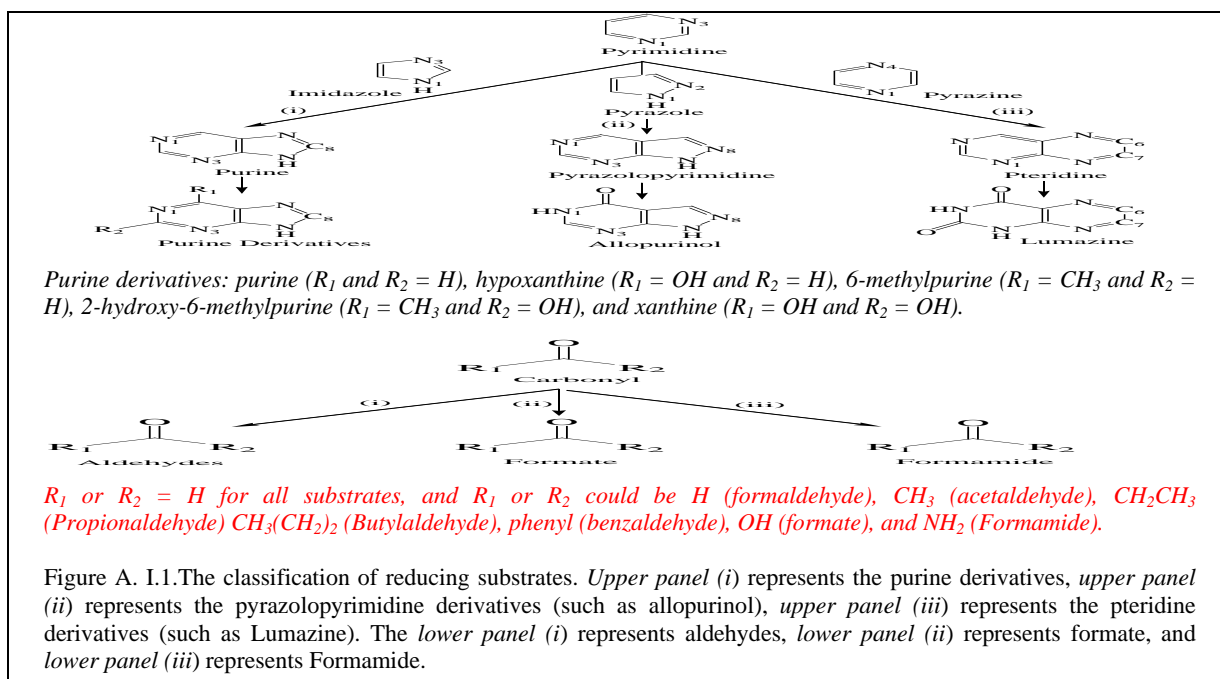 N3
N1
Pyrimidine
N3
N1
H
Imidazole
(i)
N2
N1
H
Pyrazole
(ii)
N4
N1
Pyrazine
(iii)
N1
N3
N
N
H
C8
Purine
N1
N3
N8
N
H
Pyrazolopyrimidine
N
N1
N
N
C6
C7
Pteridine
R1
R2
N1
N3
N
N
H
C8
Purine Derivatives
O
HN1
N3
N8
N
H
Allopurinol
O
HN
O
N
H
N
N
C6
C7
Lumazine
Purine derivatives: purine (R1 and R2 = H), hypoxanthine (R1 = OH and R2 = H), 6-methylpurine (R1 = CH3 and R2 =
H), 2-hydroxy-6-methylpurine (R1 = CH3 and R2 = OH), and xanthine (R1 = OH and R2 = OH).
O
R1 R2
Carbonyl
(i) (ii) (iii)
O O O
R1 R2 R1 R2 R1 R2
Aldehydes Formate Formamide
R1 or R2 = H for all substrates, and R1 or R2 could be H (formaldehyde), CH3 (acetaldehyde), CH2CH3
(Propionaldehyde) CH3(CH2)2 (Butylaldehyde), phenyl (benzaldehyde), OH (formate), and NH2 (Formamide).
Figure A. I.1.The classification of reducing substrates. Upper panel (i) represents the purine derivatives, upper panel
(ii) represents the pyrazolopyrimidine derivatives (such as allopurinol), upper panel (iii) represents the pteridine
derivatives (such as Lumazine). The lower panel (i) represents aldehydes, lower panel (ii) represents formate, and
lower panel (iii) represents Formamide.